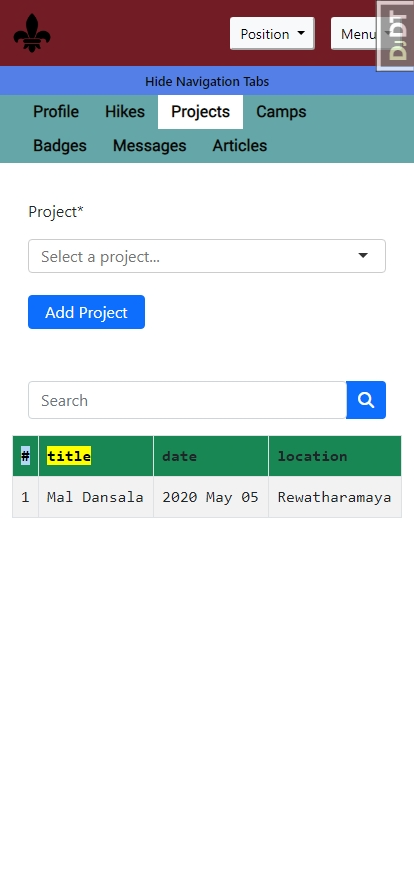 Position Menu DJDT
Hide Navigation Tabs
Profile Hikes Projects Camps
Badges Messages Articles
Project*
Select a project...
Add Project
Search
# title date location
1 Mal Dansala 2020 May 05 Rewatharamaya